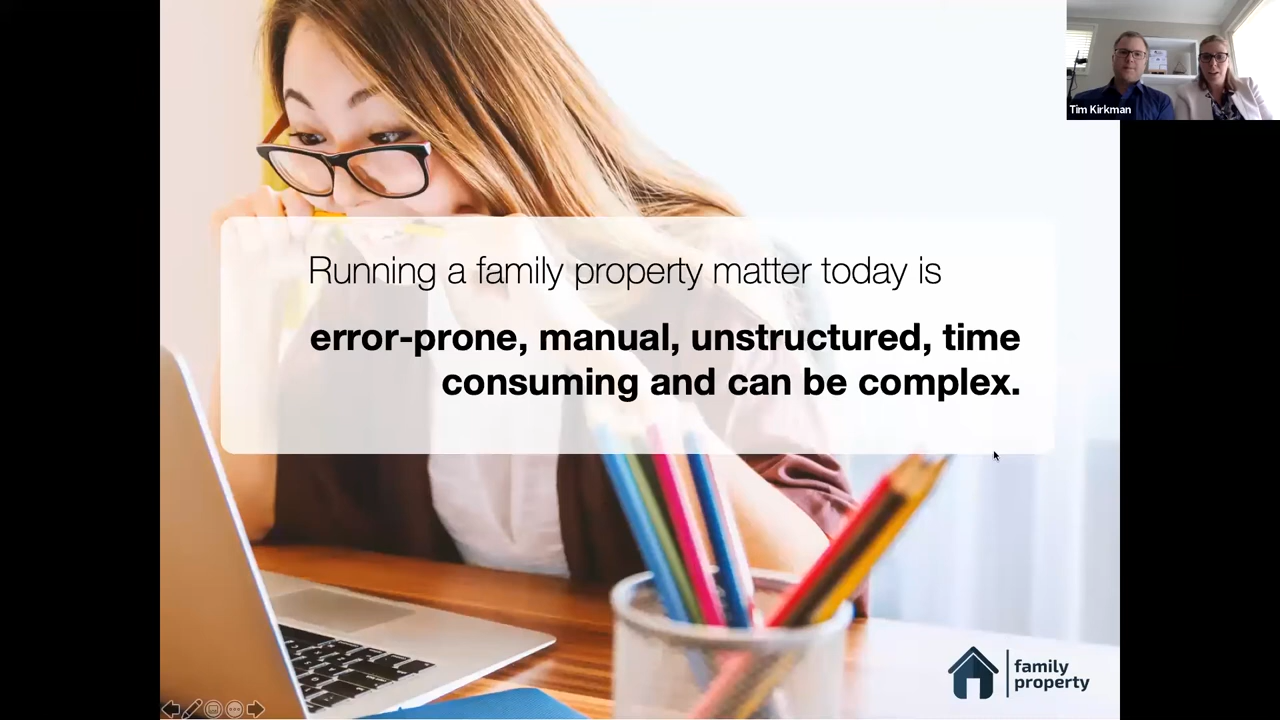 Tim Kirkman
Running a family property matter today is
error-prone, manual, unstructured, time
consuming and can be complex.
family
property